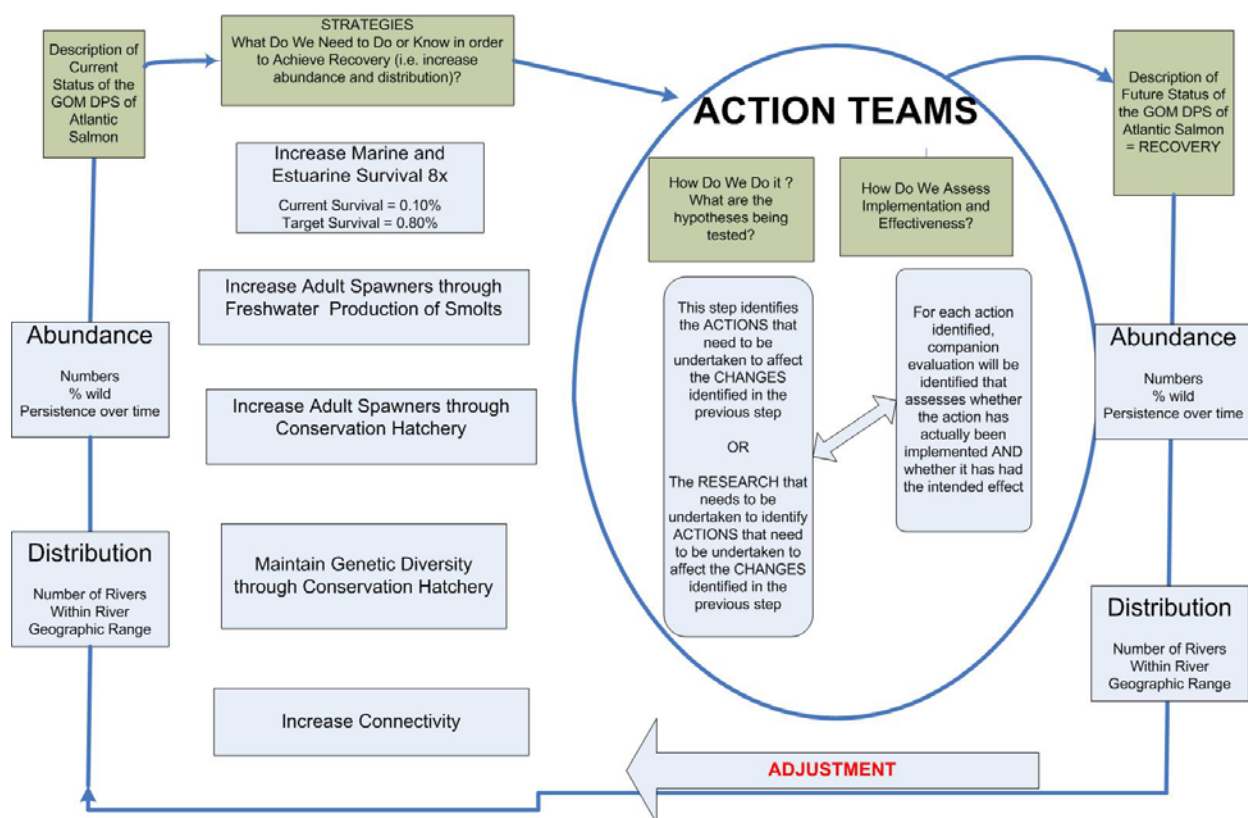 Description of
Current
Status of the
GOM DPS of
Atlantic
Salmon
Abundance
Numbers
% wild
Persistence over time
Distribution
Number of Rivers
Within River
Geographic Range
STRATEGIES
What Do We Need to Do or Know in order
to Achieve Recovery (i.e. increase
abundance and distribution)?
Increase Marine and
Estuarine Survival 8x
Current Survival = 0.10%
Target Survival = 0.80%
Increase Adult Spawners through
Freshwater Production of Smolts
Increase Adult Spawners through
Conservation Hatchery
Maintain Genetic Diversity
through Conservation Hatchery
Increase Connectivity
ACTION TEAMS
How Do We Do it ?
What are the
hypotheses being
tested?
This step identifies
the ACTIONS that
need to be
undertaken to affect
the CHANGES
identified in the
previous step
OR
The RESEARCH that
needs to be
undertaken to identify
ACTIONS that need
to be undertaken to
affect the CHANGES
identified in the
previous step
How Do We Assess
Implementation and
Effectiveness?
For each action
identified,
companion
evaluation will be
identified that
assesses whether
the action has
actually been
implemented AND
whether it has had
the intended effect
Description of
Future Status of
the GOM DPS of
Atlantic Salmon
= RECOVERY
Abundance
Numbers
% wild
Persistence over time
Distribution
Number of Rivers
Within River
Geographic Range
ADJUSTMENT